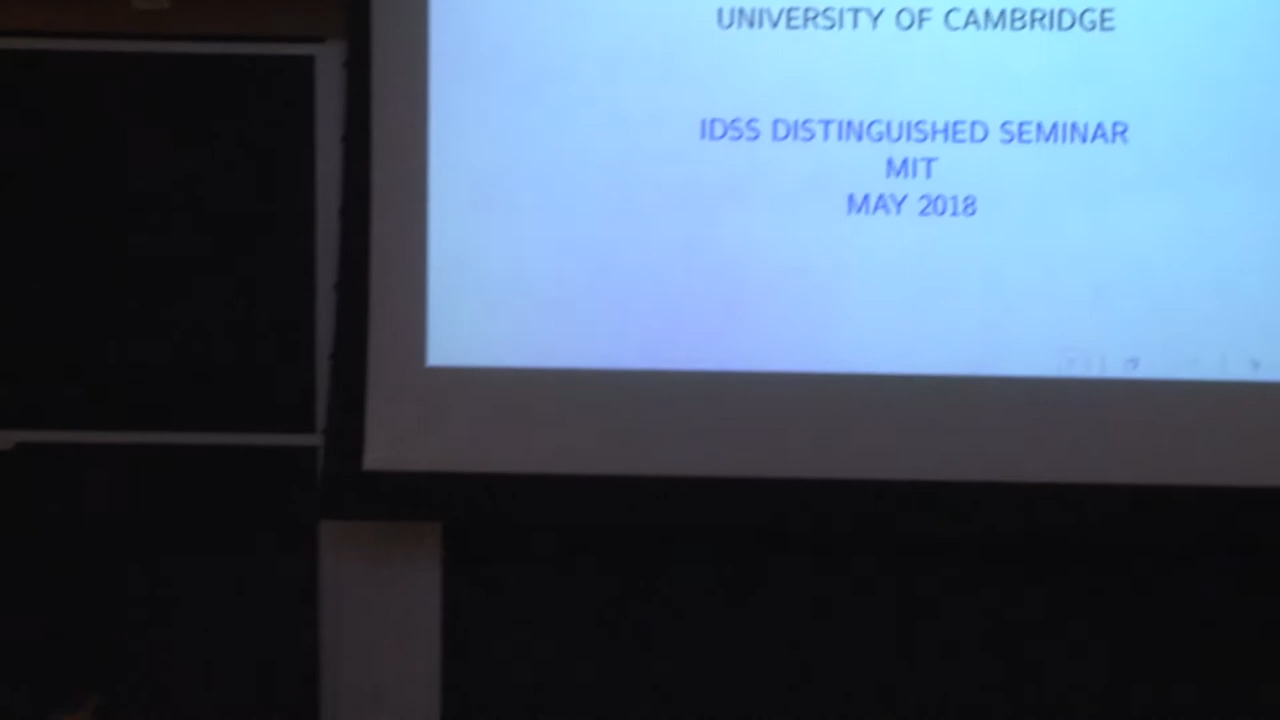 UNIVERSITY OF CAMBRIDGE
IDSS DISTINGUISHED SEMINAR
MIT
MAY 2018